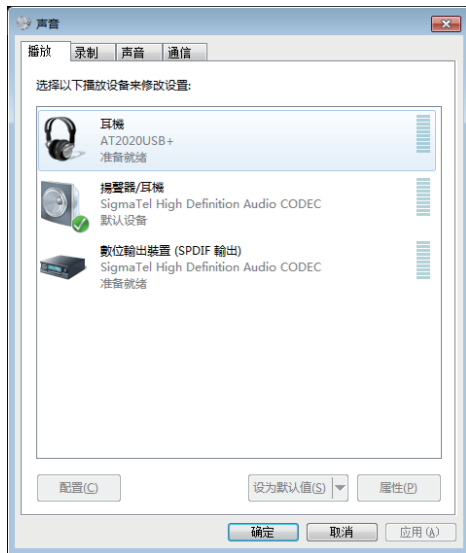 声音
播放 录制 声音 通信
选择以下播放设备来修改设置:
耳機
AT2020USB+
准备就绪
揚聲器/耳機
SigmaTel High Definition Audio CODEC
默认设备
數位輸出裝置 (SPDIF 輸出)
SigmaTel High Definition Audio CODEC
准备就绪
配置(C) 设为默认值(S) 属性(P)
确定 取消 应用(A)